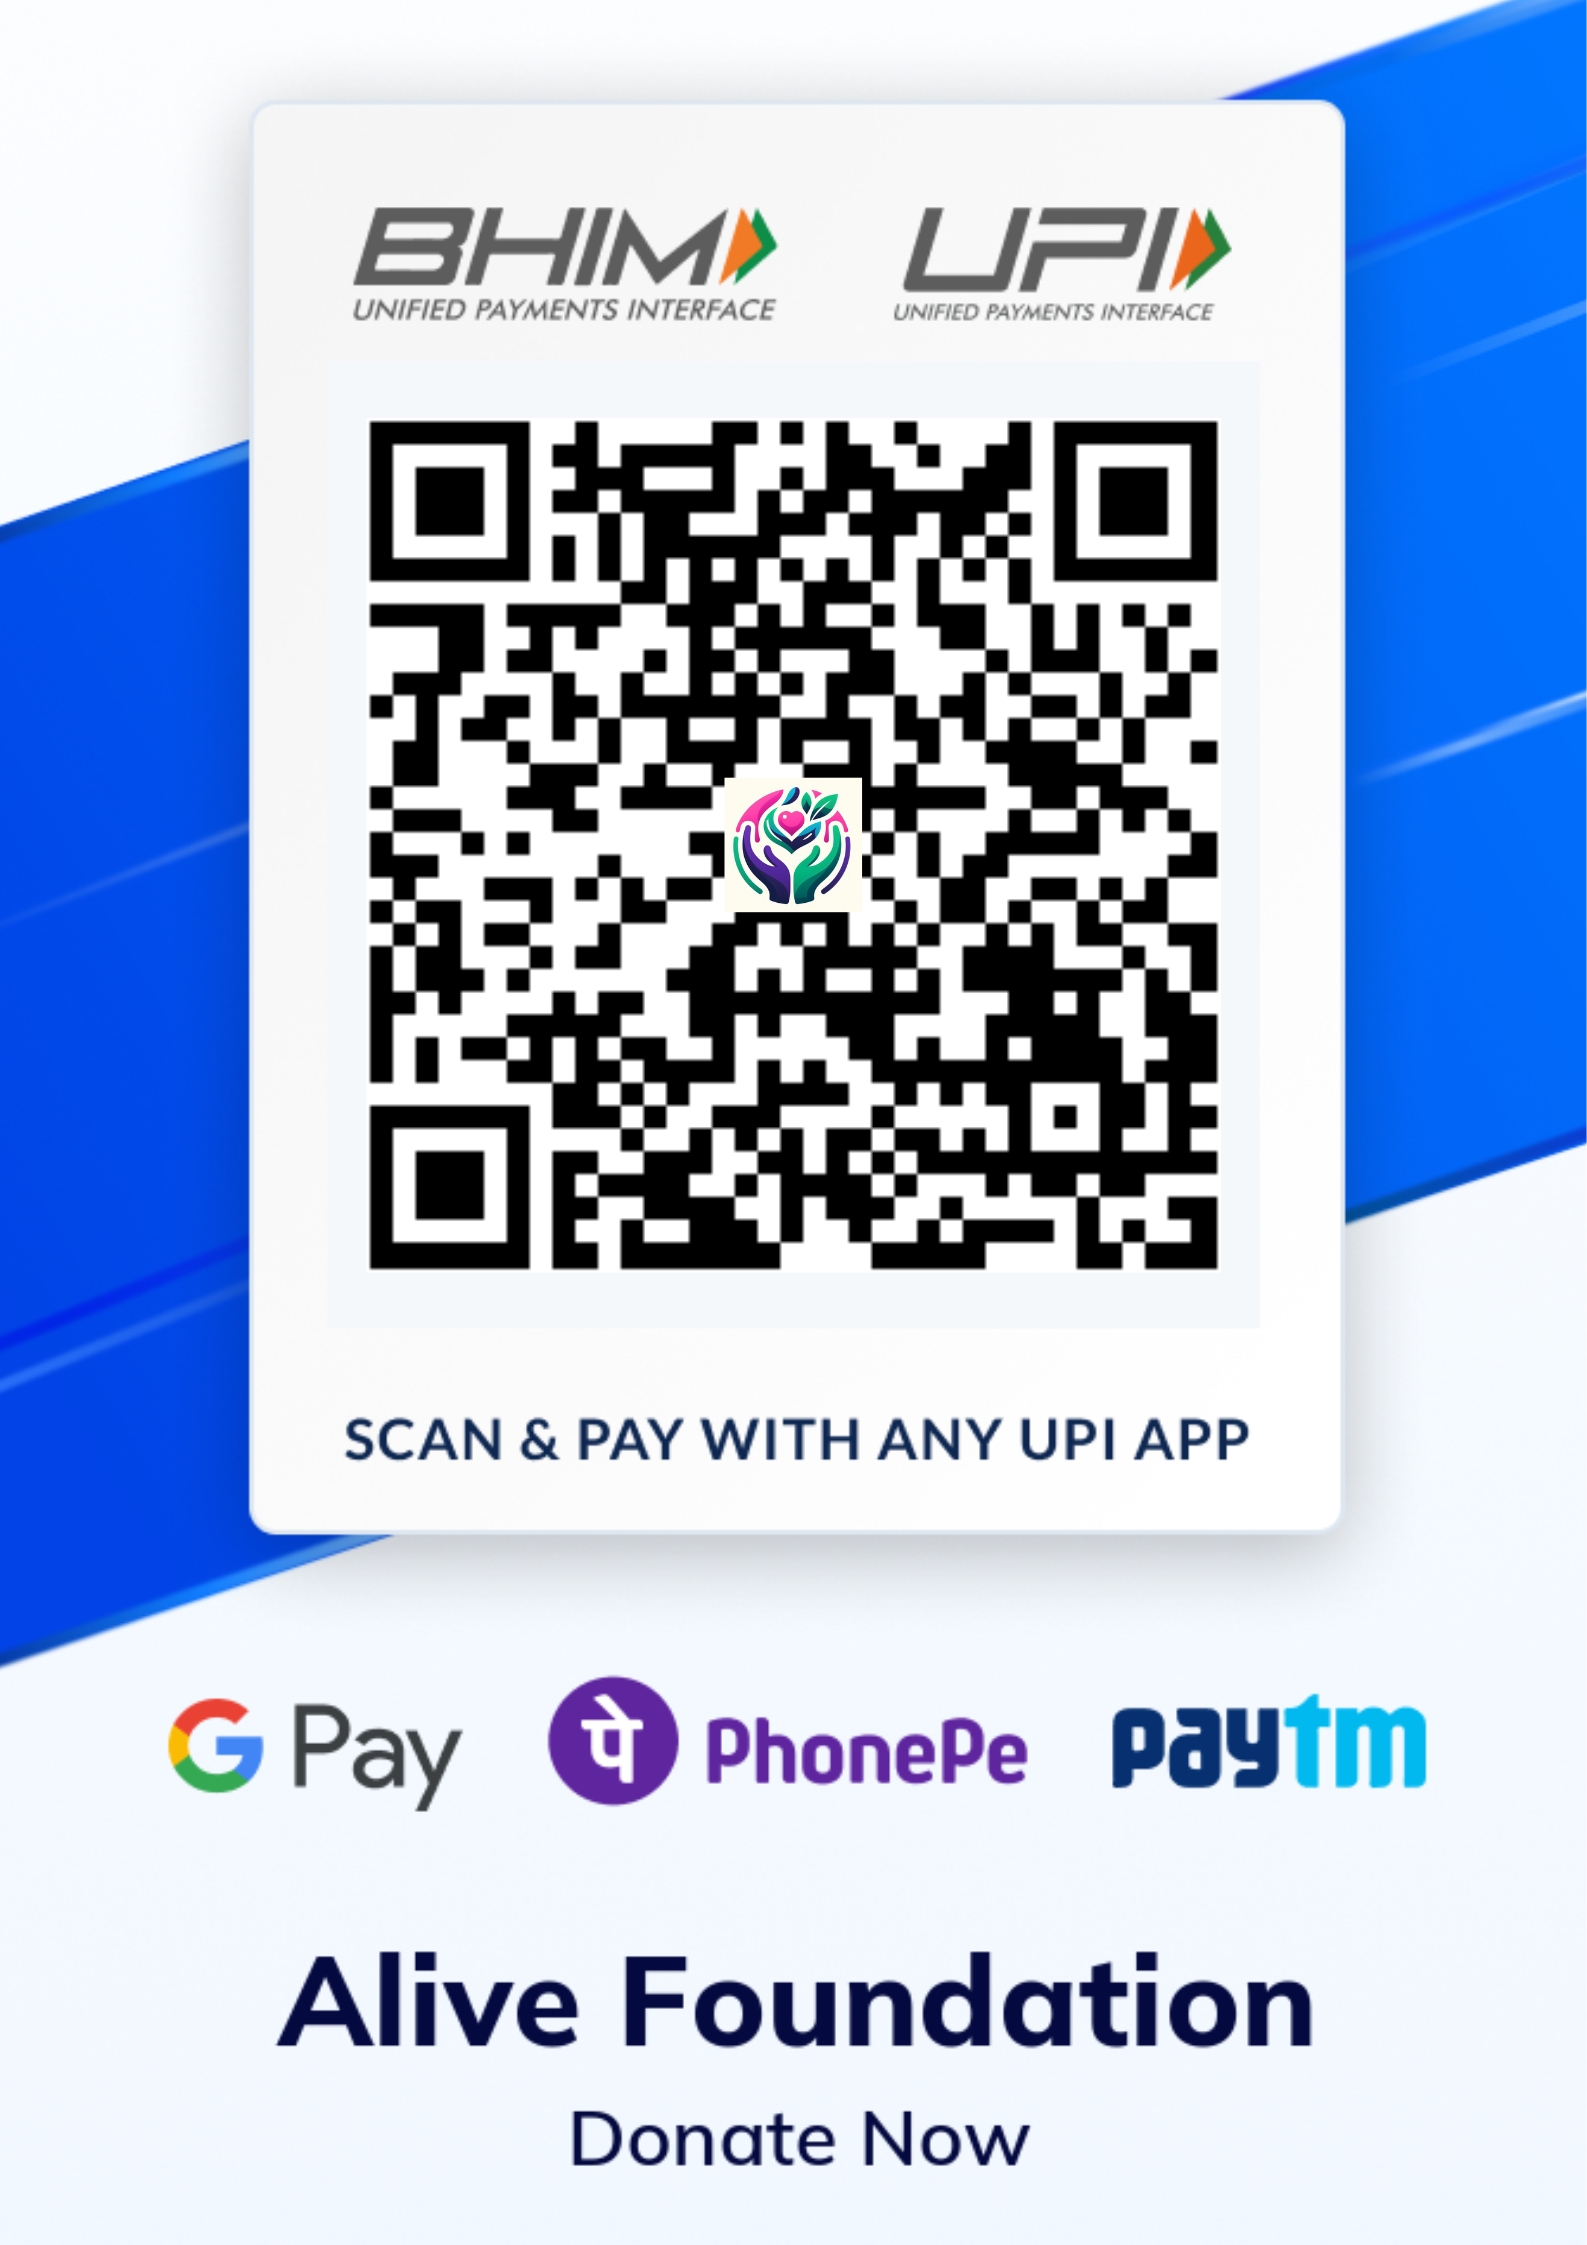 BHIM UPI
UNIFIED PAYMENTS INTERFACE UNIFIED PAYMENTS INTERFACE
SCAN & PAY WITH ANY UPI APP
G Pay पे PhonePe paytm
Alive Foundation
Donate Now